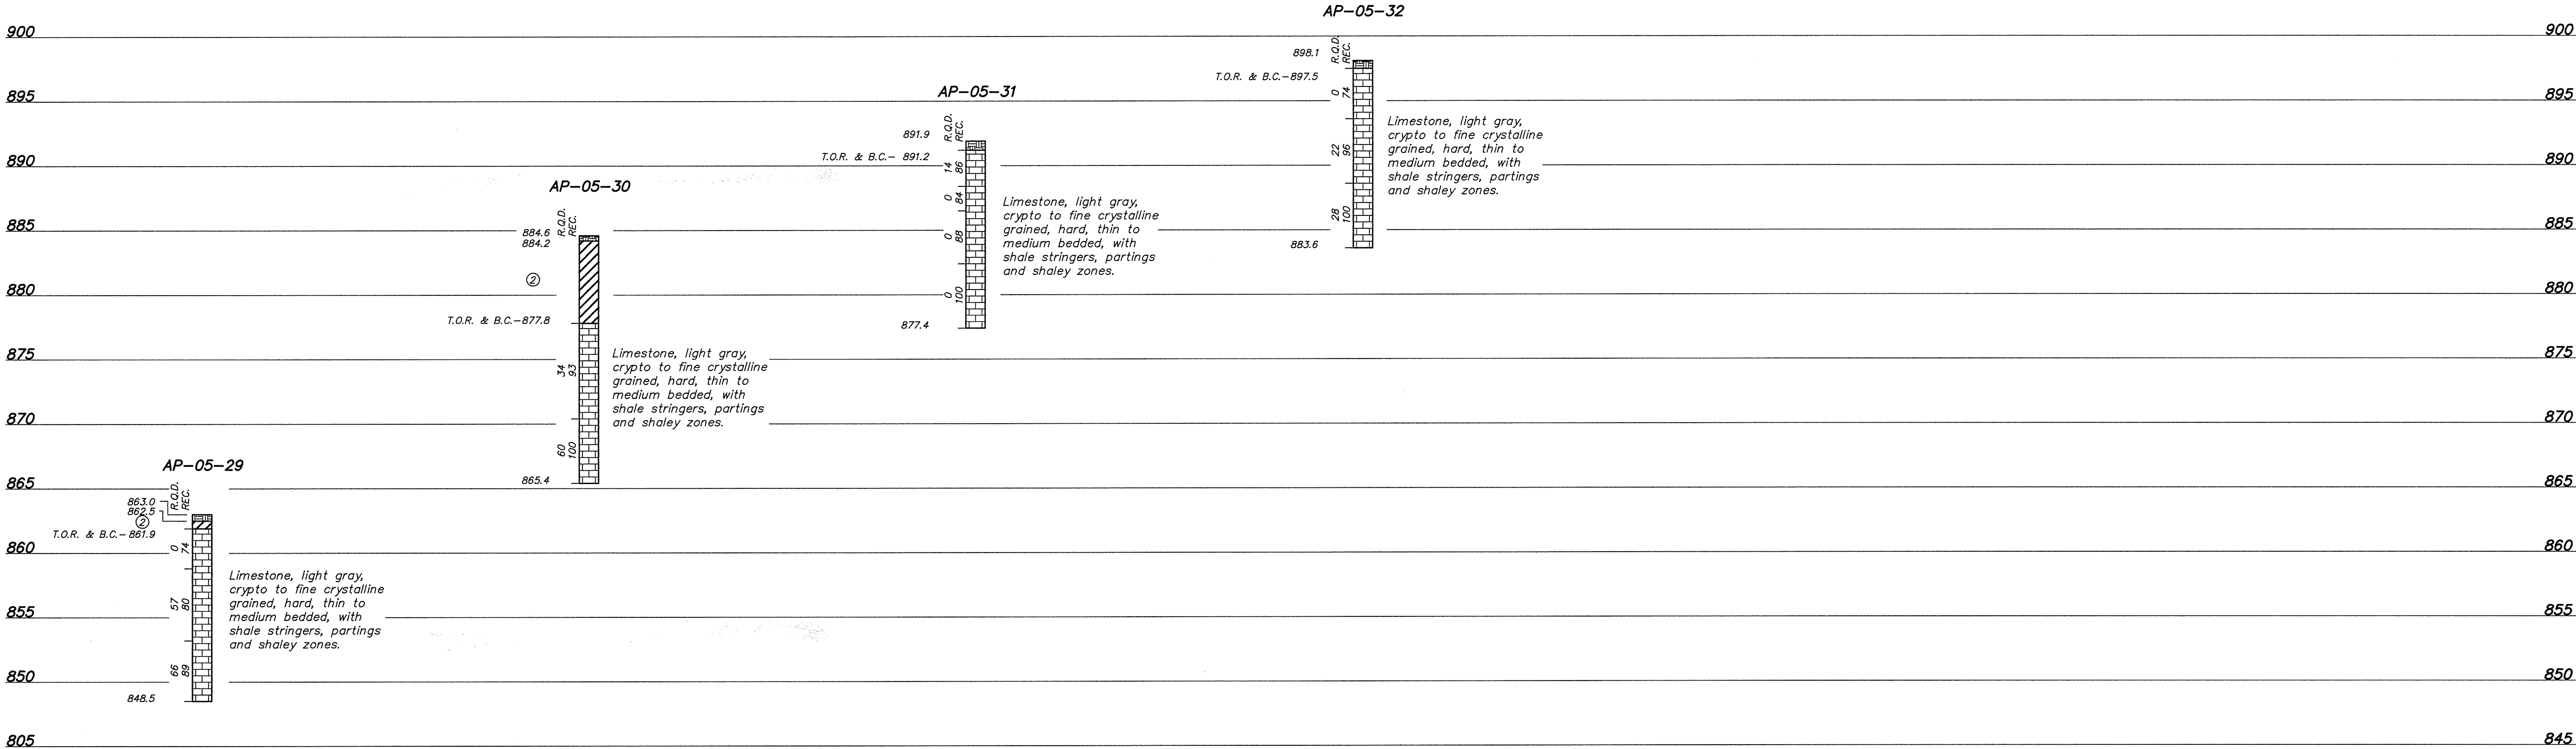 AP-05-32
900
900
898.1
R.Q.D.
REC.
T.O.R. & B.C.-897.5
0
74
22
96
28
100
883.6
Limestone, light gray,
crypto to fine crystalline
grained, hard, thin to
medium bedded, with
shale stringers, partings
and shaley zones.
895
895
AP-05-31
891.9
R.Q.D.
REC.
T.O.R. & B.C.- 891.2
14
86
0
84
0
88
0
100
877.4
Limestone, light gray,
crypto to fine crystalline
grained, hard, thin to
medium bedded, with
shale stringers, partings
and shaley zones.
890
890
AP-05-30
R.Q.D.
REC.
884.6
884.2
2
T.O.R. & B.C.-877.8
34
93
60
100
865.4
Limestone, light gray,
crypto to fine crystalline
grained, hard, thin to
medium bedded, with
shale stringers, partings
and shaley zones.
885
885
880
880
875
875
870
870
AP-05-29
865
865
R.Q.D.
REC.
863.0
862.5
2
T.O.R. & B.C.-861.9
0
74
57
80
66
89
848.5
Limestone, light gray,
crypto to fine crystalline
grained, hard, thin to
medium bedded, with
shale stringers, partings
and shaley zones.
860
860
855
855
850
850
805
845